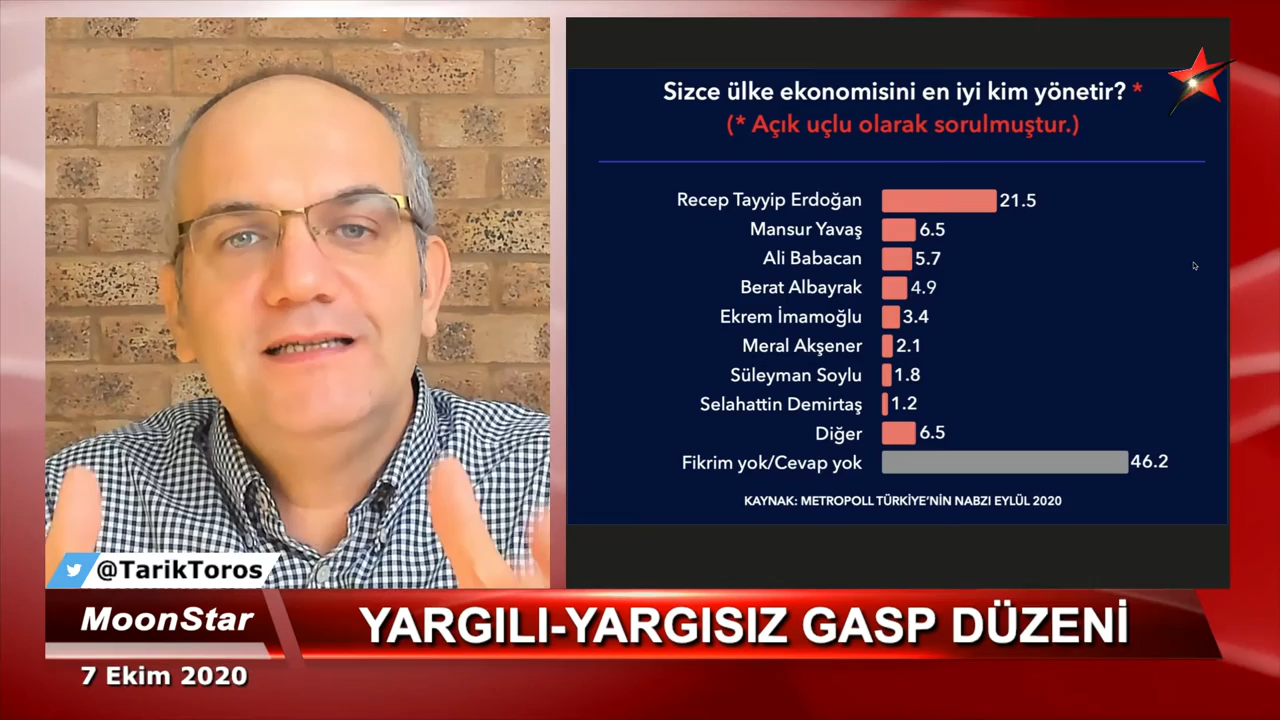 Sizce ülke ekonomisini en iyi kim yönetir? *
(* Açık uçlu olarak sorulmuştur.)
Recep Tayyip Erdoğan 21.5
Mansur Yavaş 6.5
Ali Babacan 5.7
Berat Albayrak 4.9
Ekrem İmamoğlu 3.4
Meral Akşener 2.1
Süleyman Soylu 1.8
Selahattin Demirtaş 1.2
Diğer 6.5
Fikrim yok/Cevap yok 46.2
KAYNAK: METROPOLL TÜRKİYE'NİN NABZI EYLÜL 2020
@TarikToros
MoonStar
YARGILI-YARGISIZ GASP DÜZENİ
7 Ekim 2020